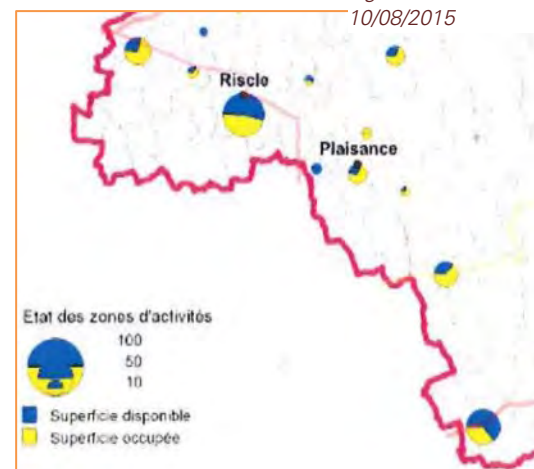 10/08/2015
Riscle
Plaisance
Etat des zones d'activités
100
50
10
Superficie disponible
Superficie occupée